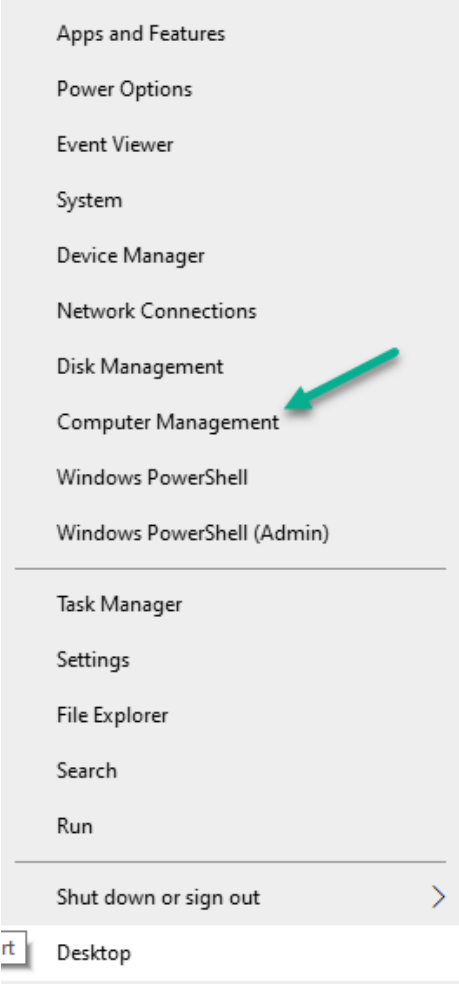 Apps and Features
Power Options
Event Viewer
System
Device Manager
Network Connections
Disk Management
Computer Management
Windows PowerShell
Windows PowerShell (Admin)
Task Manager
Settings
File Explorer
Search
Run
Shut down or sign out
rt
Desktop